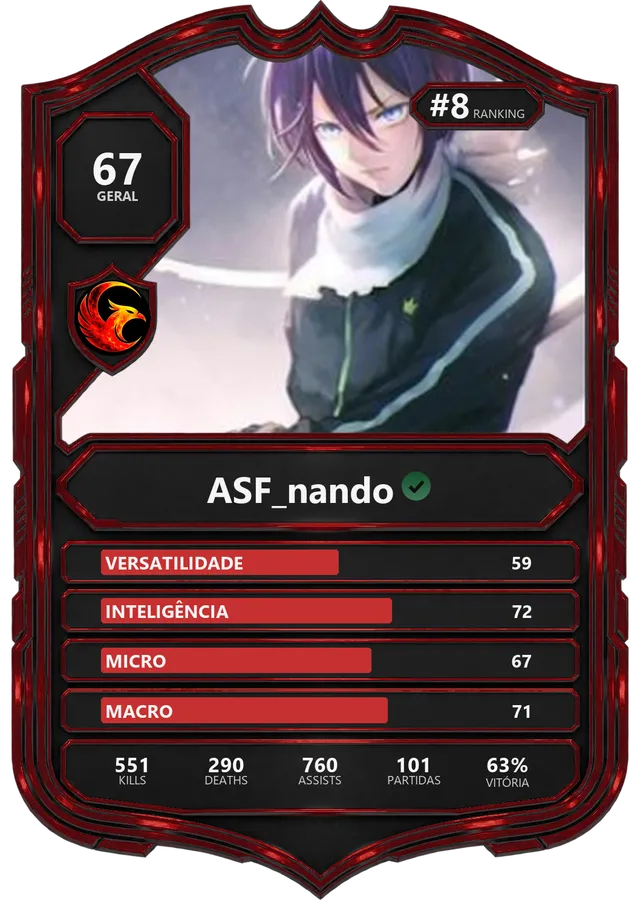 #8 RANKING
67
GERAL
ASF_nando
VERSATILIDADE 59
INTELIGÊNCIA 72
MICRO 67
MACRO 71
551 290 760 101 63%
KILLS DEATHS ASSISTS PARTIDAS VITÓRIA